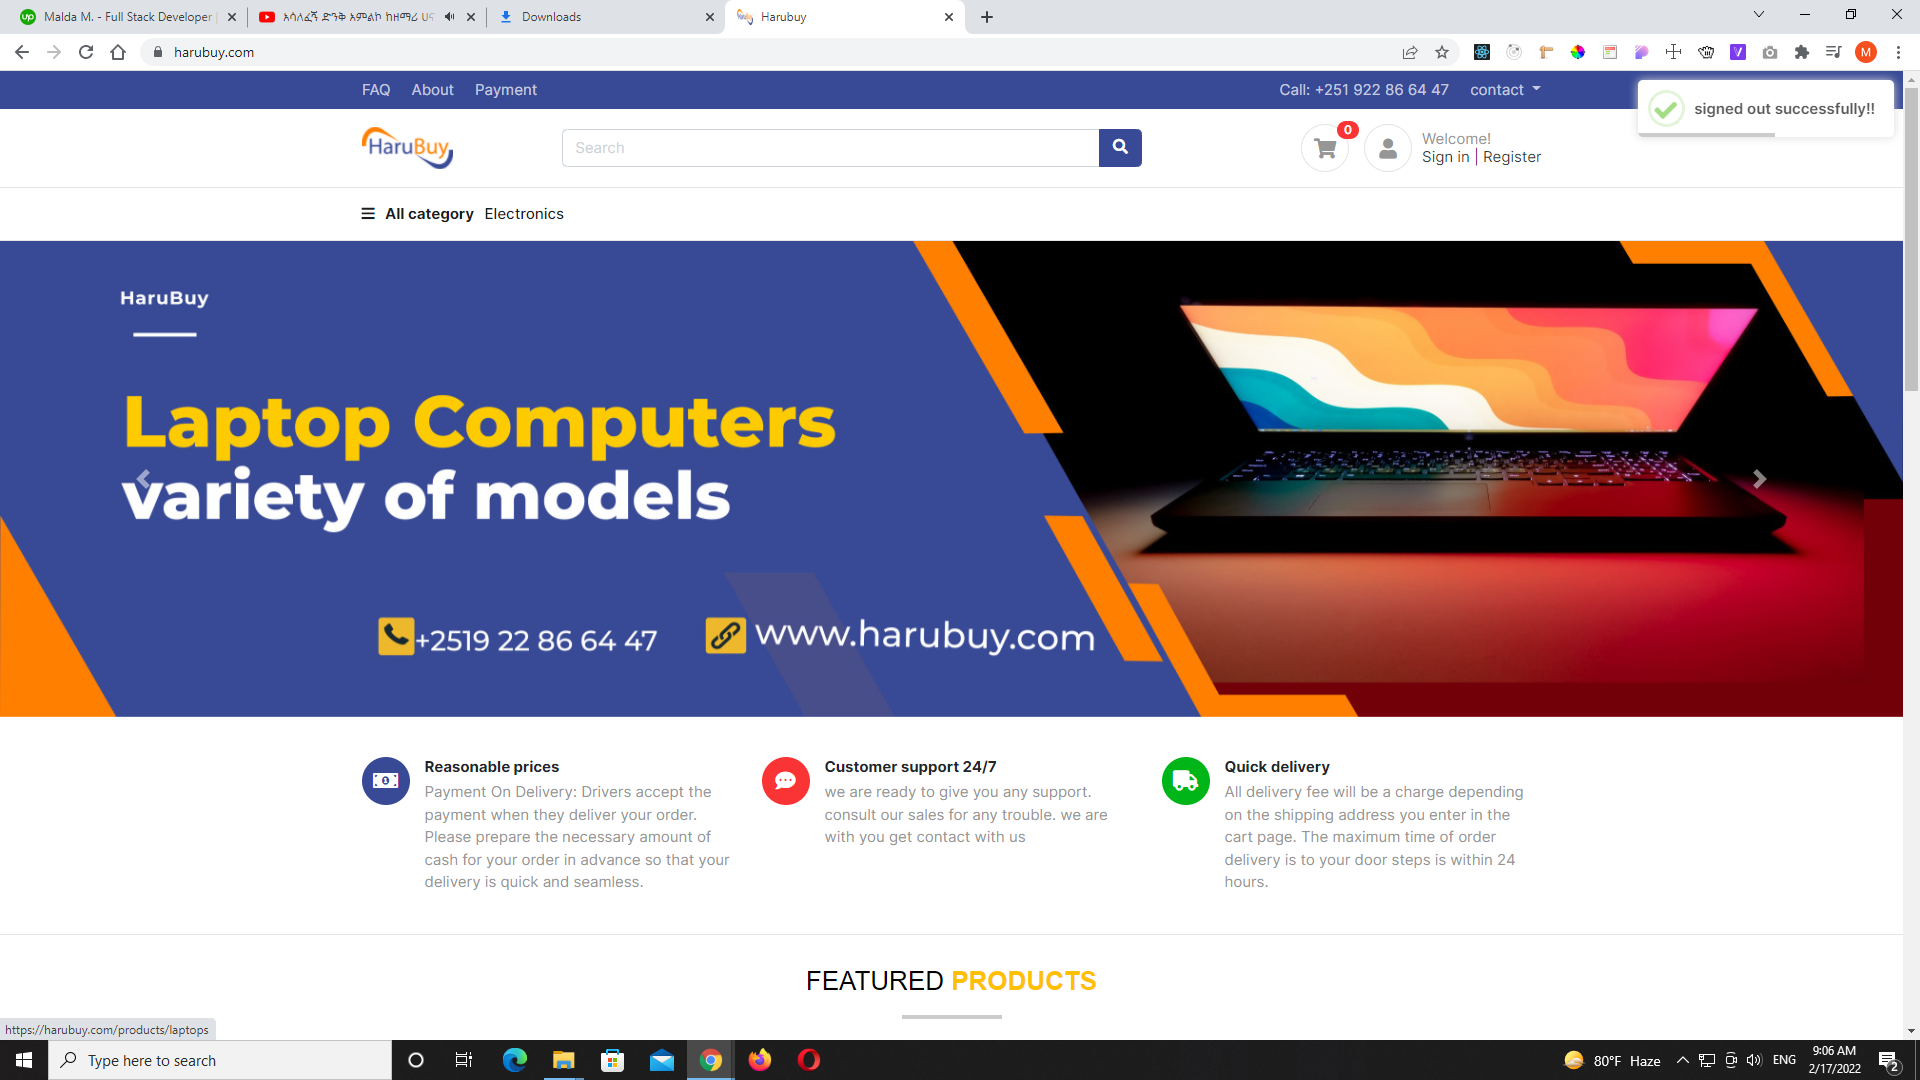 Malda M. - Full Stack Developer
አሳለፈኝ ድንቅ አምልኮ ከዘማሪ ሀና
Downloads
Harubuy
harubuy.com
M
FAQ About Payment
Call: +251 922 86 64 47 contact
signed out successfully!!
HaruBuy
Search
0
Welcome!
Sign in | Register
All category Electronics
HaruBuy
Laptop Computers
variety of models
+2519 22 86 64 47
www.harubuy.com
Reasonable prices
Payment On Delivery: Drivers accept the
payment when they deliver your order.
Please prepare the necessary amount of
cash for your order in advance so that your
delivery is quick and seamless.
Customer support 24/7
we are ready to give you any support.
consult our sales for any trouble. we are
with you get contact with us
Quick delivery
All delivery fee will be a charge depending
on the shipping address you enter in the
cart page. The maximum time of order
delivery is to your door steps is within 24
hours.
FEATURED PRODUCTS
https://harubuy.com/products/laptops
Type here to search
80°F Haze
ENG
9:06 AM
2/17/2022
2